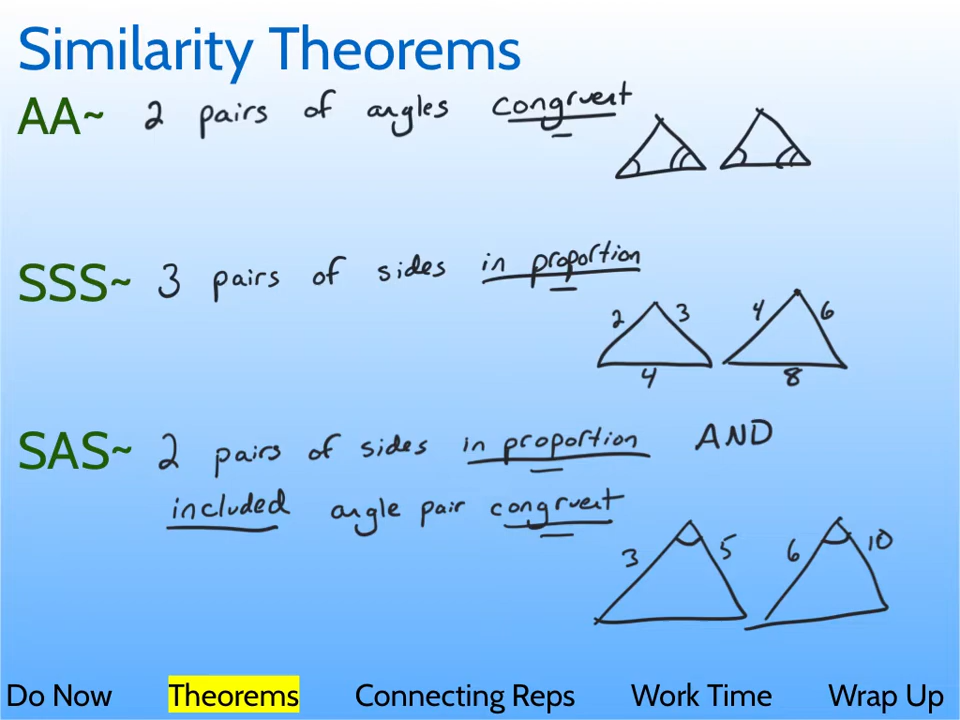 Similarity Theorems
AA~ 2 pairs of angles congruent
SSS~ 3 pairs of sides in proportion
2 3 4 6
4 8
SAS~ 2 pairs of sides in proportion AND
included angle pair congruent
3 5 6 10
Do Now Theorems Connecting Reps Work Time Wrap Up